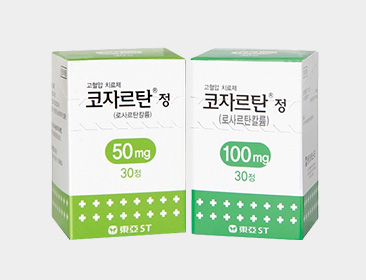 고혈압 치료제
코자르탄® 정
(로사르탄칼륨)
50mg
30정
東亞 ST
고혈압 치료제
코자르탄® 정
(로사르탄칼륨)
100mg
30정
東亞 ST